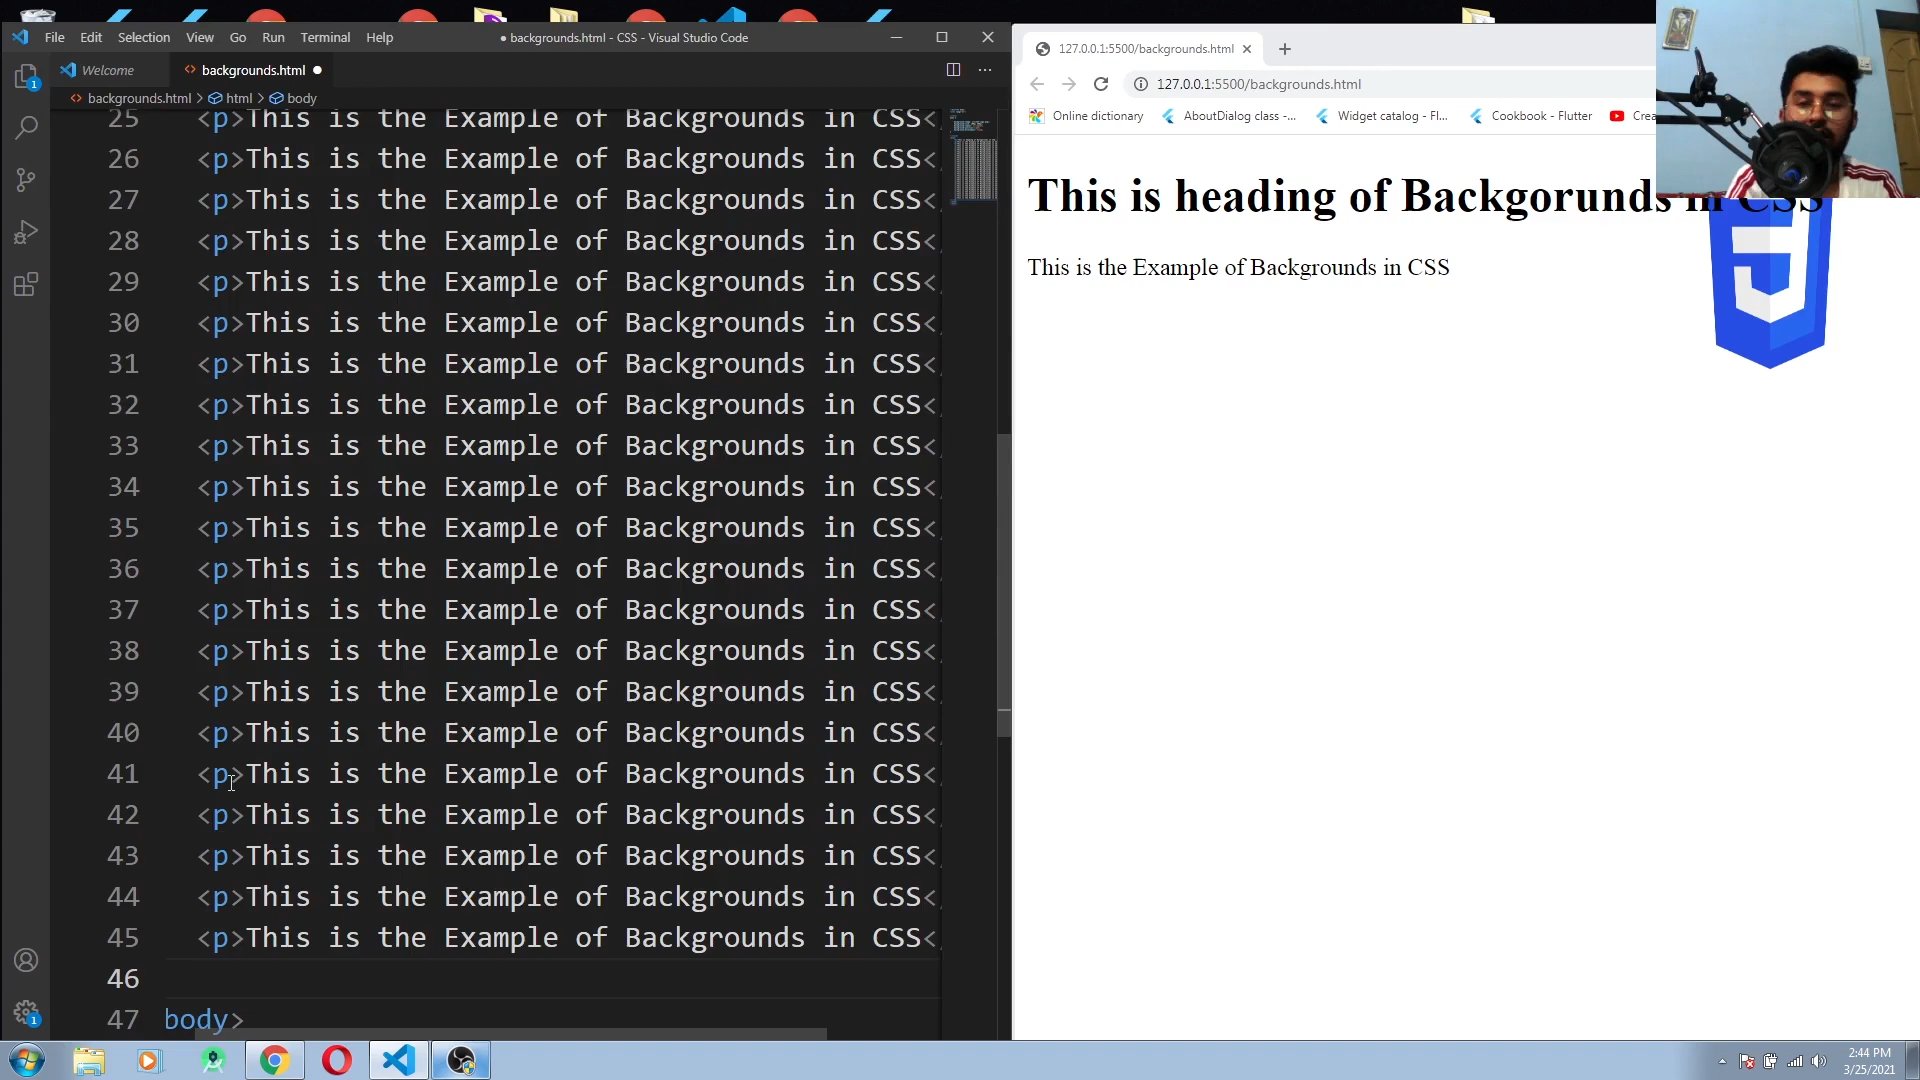 File Edit Selection View Go Run Terminal Help
● backgrounds.html - CSS - Visual Studio Code
Welcome
<> backgrounds.html ●
<> backgrounds.html > html > body
25 <p>This is the Example of Backgrounds in CSS<
26 <p>This is the Example of Backgrounds in CSS<
27 <p>This is the Example of Backgrounds in CSS<
28 <p>This is the Example of Backgrounds in CSS<
29 <p>This is the Example of Backgrounds in CSS<
30 <p>This is the Example of Backgrounds in CSS<
31 <p>This is the Example of Backgrounds in CSS<
32 <p>This is the Example of Backgrounds in CSS<
33 <p>This is the Example of Backgrounds in CSS<
34 <p>This is the Example of Backgrounds in CSS<
35 <p>This is the Example of Backgrounds in CSS<
36 <p>This is the Example of Backgrounds in CSS<
37 <p>This is the Example of Backgrounds in CSS<
38 <p>This is the Example of Backgrounds in CSS<
39 <p>This is the Example of Backgrounds in CSS<
40 <p>This is the Example of Backgrounds in CSS<
41 <p>This is the Example of Backgrounds in CSS<
42 <p>This is the Example of Backgrounds in CSS<
43 <p>This is the Example of Backgrounds in CSS<
44 <p>This is the Example of Backgrounds in CSS<
45 <p>This is the Example of Backgrounds in CSS<
46
47 body>
1
1
127.0.0.1:5500/backgrounds.html
127.0.0.1:5500/backgrounds.html
Online dictionary
AboutDialog class -...
Widget catalog - Fl...
Cookbook - Flutter
Crea
This is heading of Backgorunds in CSS
This is the Example of Backgrounds in CSS
2:44 PM
3/25/2021